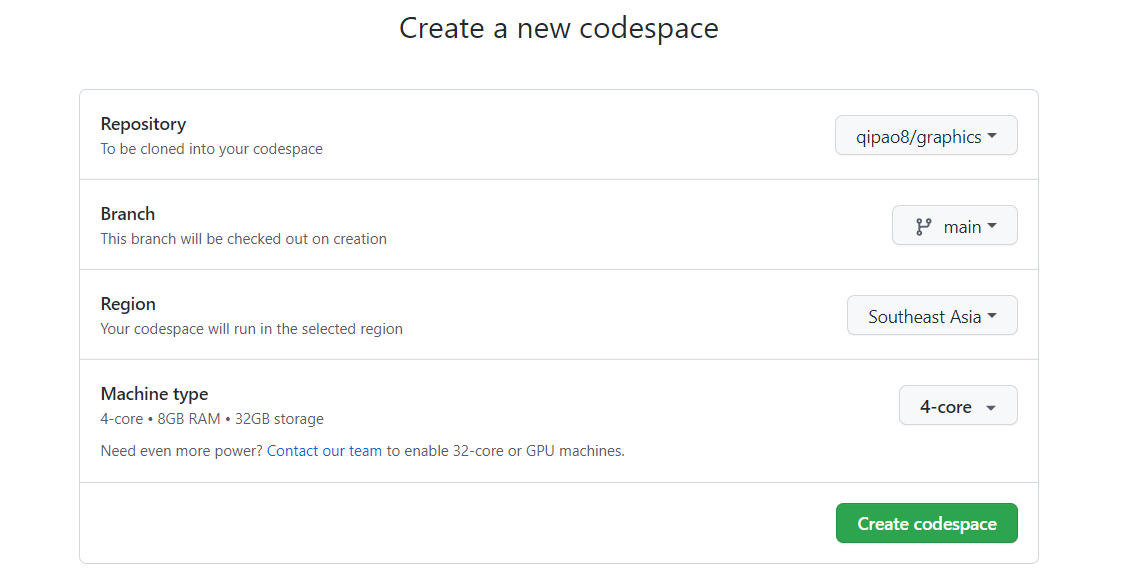 Create a new codespace
Repository
To be cloned into your codespace
qipao8/graphics
Branch
This branch will be checked out on creation
main
Region
Your codespace will run in the selected region
Southeast Asia
Machine type
4-core • 8GB RAM • 32GB storage
4-core
Need even more power? Contact our team to enable 32-core or GPU machines.
Create codespace